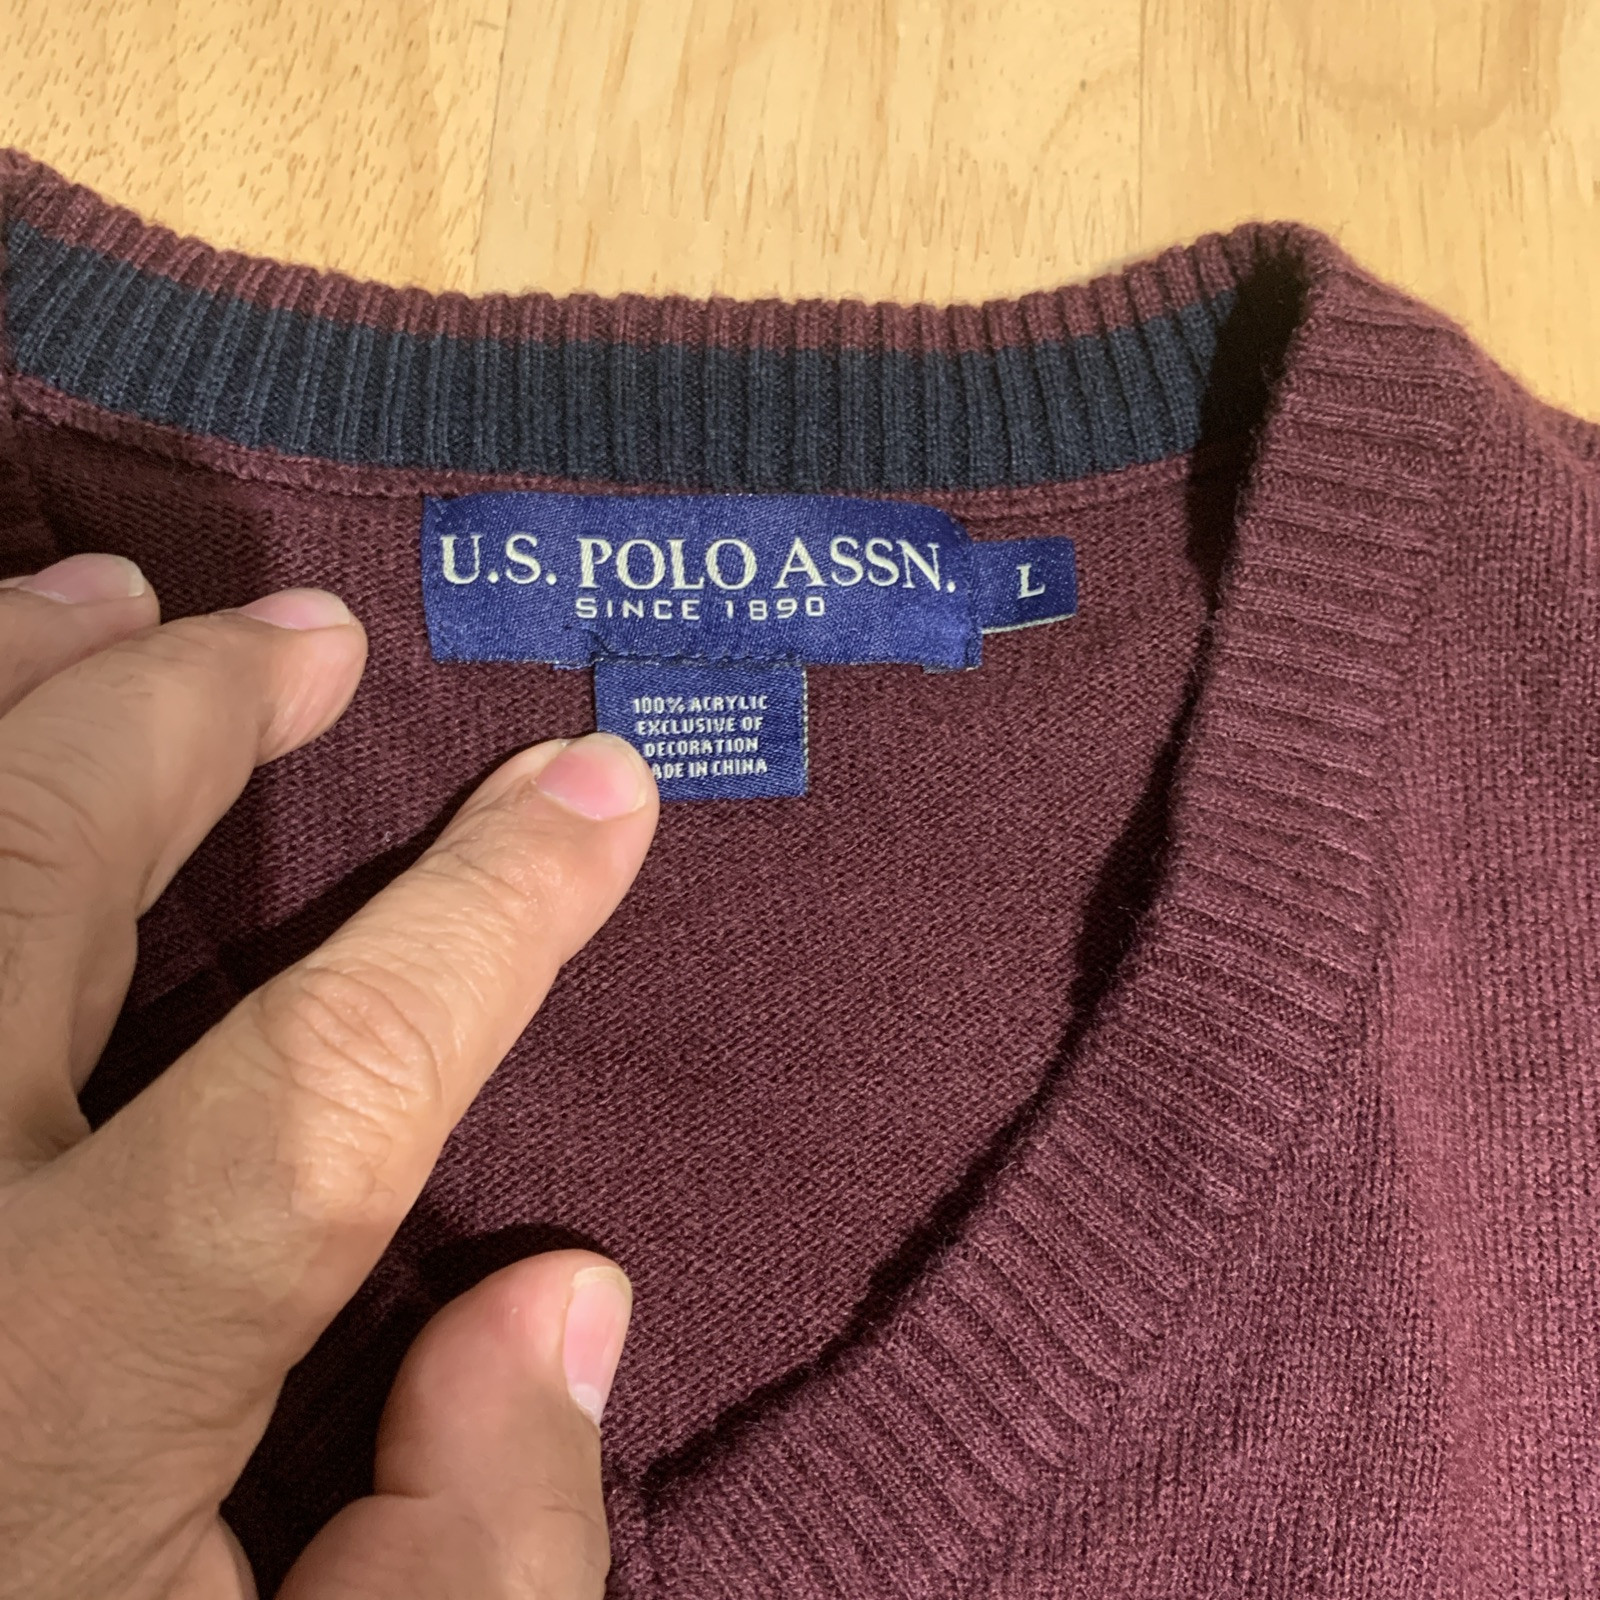 U.S. POLO ASSN.
SINCE 1890
L
100% ACRYLIC
EXCLUSIVE OF
DECORATION
ADE IN CHINA